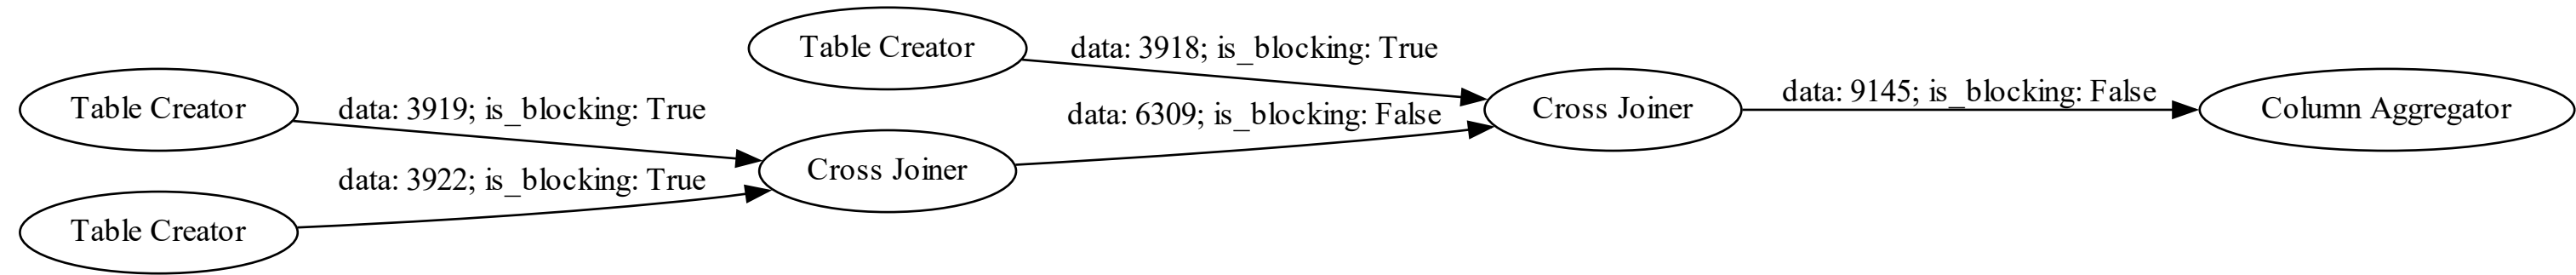 Table Creator
data: 3918; is_blocking: True
Table Creator
data: 3919; is_blocking: True
data: 6309; is_blocking: False
Cross Joiner
data: 9145; is_blocking: False
Column Aggregator
Cross Joiner
data: 3922; is_blocking: True
Table Creator